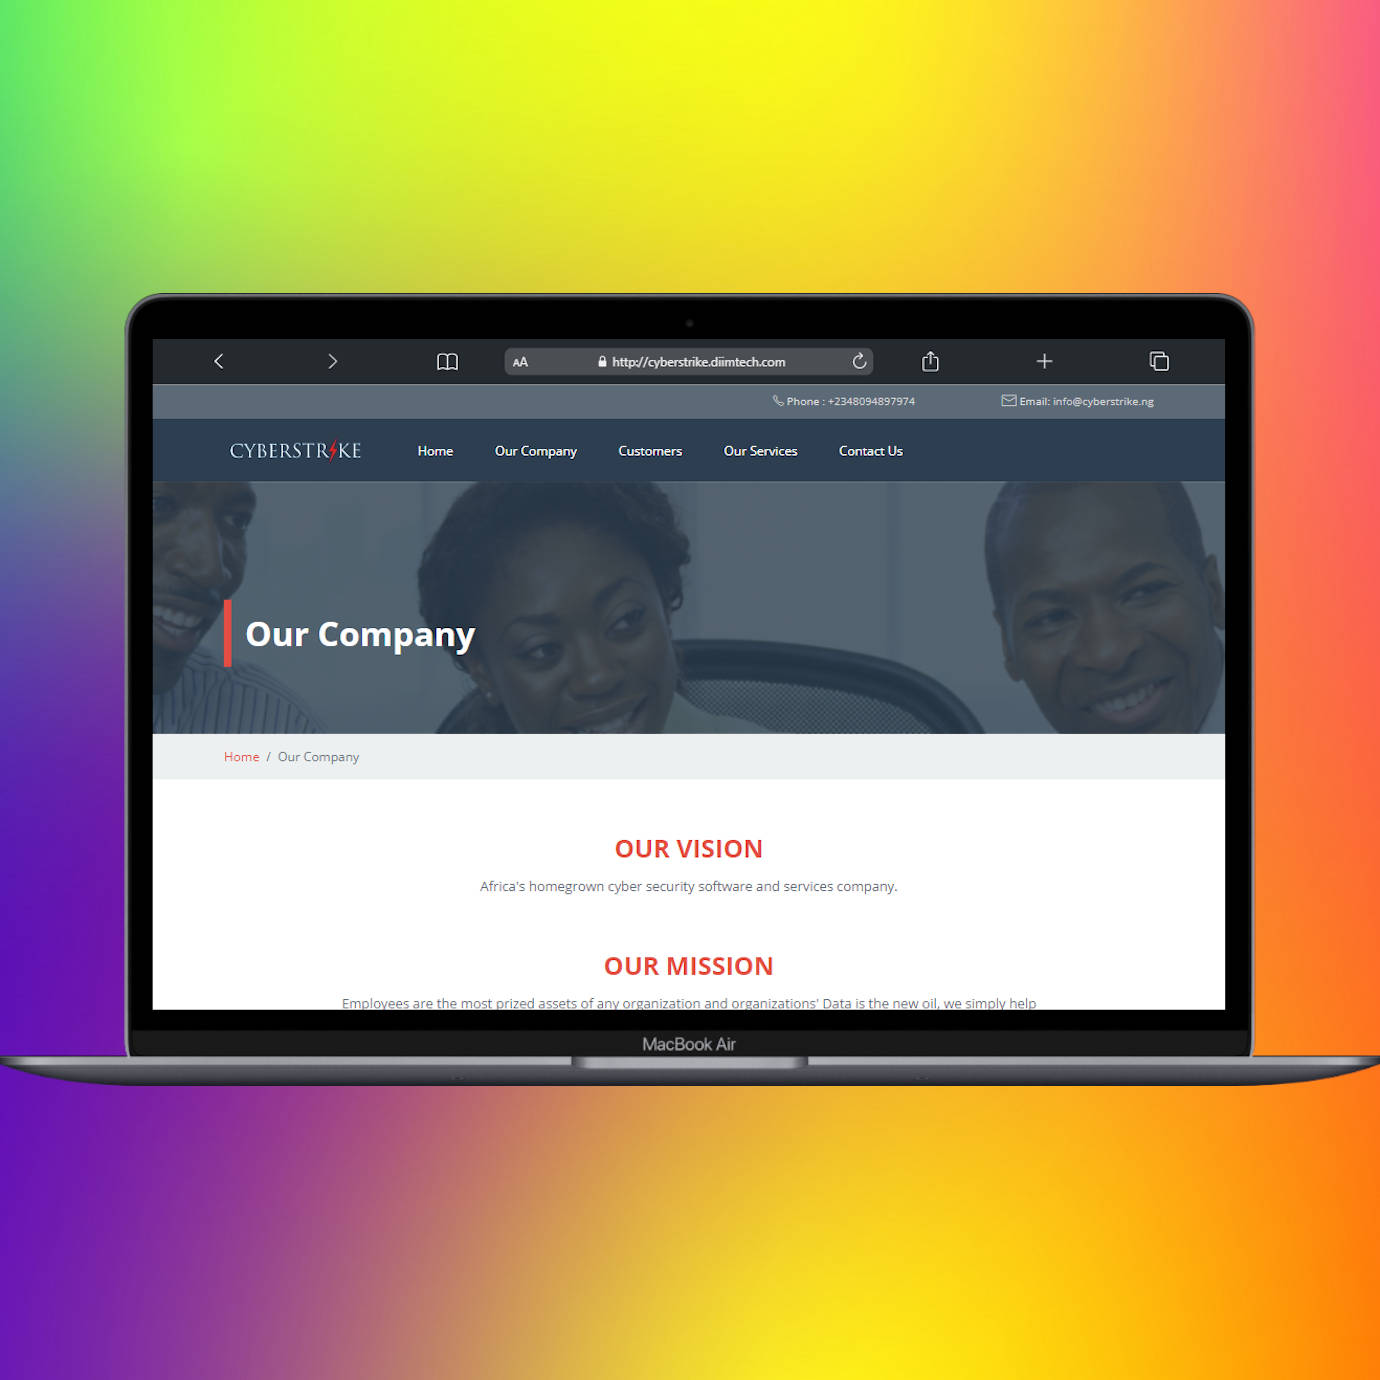 AA http://cyberstrike.diimtech.com
Phone : +2348094897974 Email: info@cyberstrike.ng
CYBERSTRIKE Home Our Company Customers Our Services Contact Us
Our Company
Home / Our Company
OUR VISION
Africa's homegrown cyber security software and services company.
OUR MISSION
Employees are the most prized assets of any organization and organizations' Data is the new oil, we simply help
MacBook Air